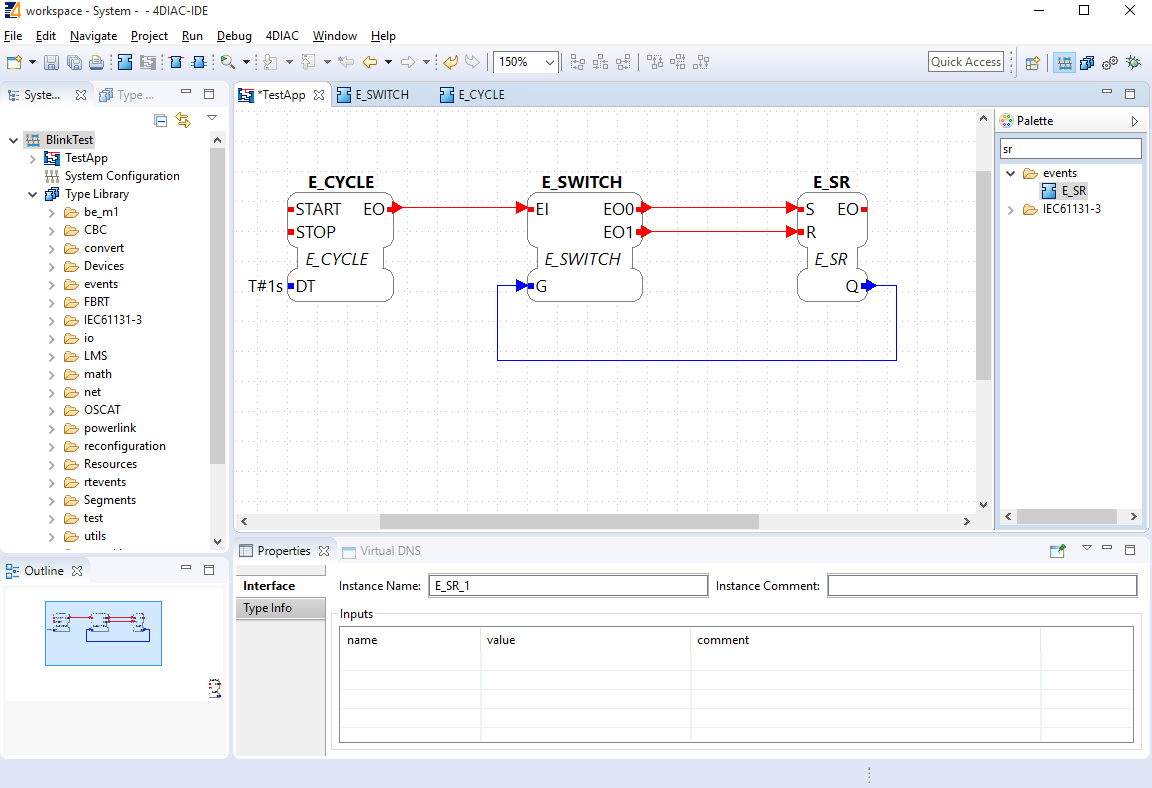 workspace - System - - 4DIAC-IDE
File Edit Navigate Project Run Debug 4DIAC Window Help
150% Quick Access
Syste... Type ...
BlinkTest
TestApp
System Configuration
Type Library
be_m1
CBC
convert
Devices
events
FBRT
IEC61131-3
io
LMS
math
net
OSCAT
powerlink
reconfiguration
Resources
rtevents
Segments
test
utils
Outline
*TestApp E_SWITCH E_CYCLE
E_CYCLE E_SWITCH E_SR
START EO EI EO0 S EO
STOP EO1 R
E_CYCLE E_SWITCH E_SR
T#1s DT G Q
Palette
sr
events
E_SR
IEC61131-3
Properties Virtual DNS
Interface
Type Info
Instance Name: E_SR_1 Instance Comment:
Inputs
name value comment